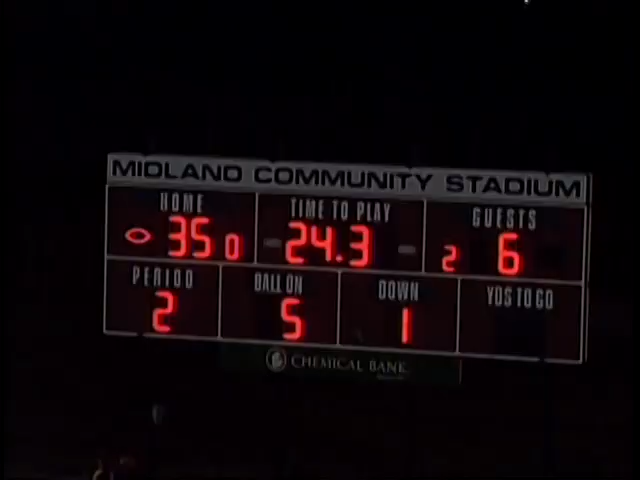 MIDLAND COMMUNITY STADIUM
HOME TIME TO PLAY GUESTS
35 0 24.3 2 6
PERIOD BALL ON DOWN YDS TO GO
2 5 1
CHEMICAL BANK